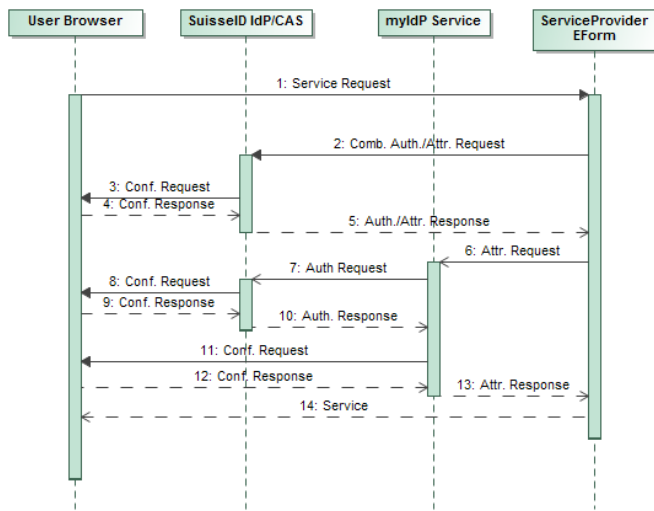 User Browser
SuisseID IdP/CAS
myIdP Service
ServiceProvider
EForm
1: Service Request
2: Comb. Auth./Attr. Request
3: Conf. Request
4: Conf. Response
5: Auth./Attr. Response
6: Attr. Request
7: Auth Request
8: Conf. Request
9: Conf. Response
10: Auth. Response
11: Conf. Request
12: Conf. Response
13: Attr. Response
14: Service